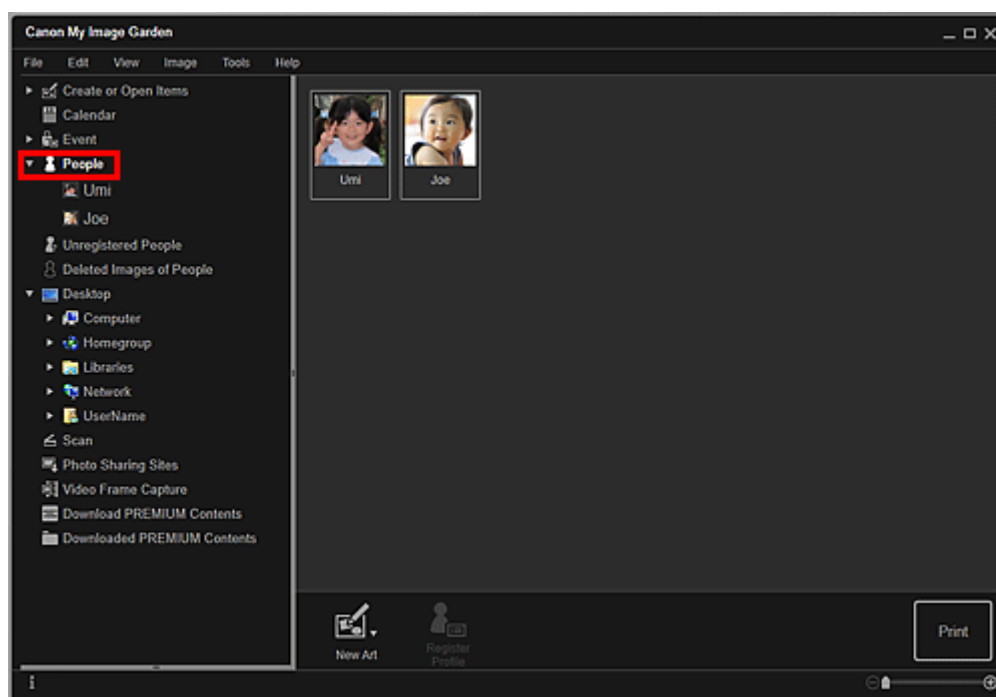 Canon My Image Garden
File Edit View Image Tools Help
Create or Open Items
Calendar
Event
People
Umi
Joe
Unregistered People
Deleted Images of People
Desktop
Computer
Homegroup
Libraries
Network
UserName
Scan
Photo Sharing Sites
Video Frame Capture
Download PREMIUM Contents
Downloaded PREMIUM Contents
Umi Joe
New Art
Register
Profile
Print